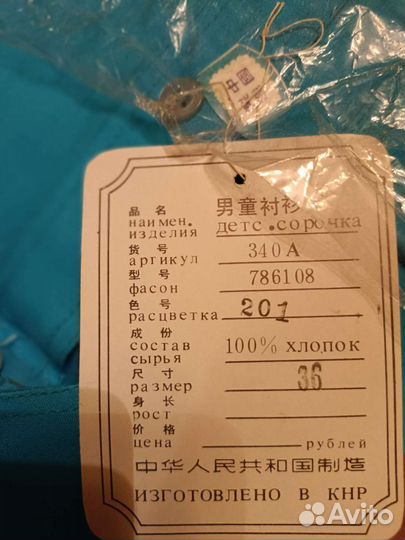 中國
品名 男童衬衫
наимен. детс.сорочка
изделия
货号
артикул 340А
型号
фасон 786108
色号
расцветка 201
成份
состав 100% хлопок
сырья
尺寸
размер 36
身长
рост
价格
цена рублей
中华人民共和国制造
ИЗГОТОВЛЕНО В КНР
Avito